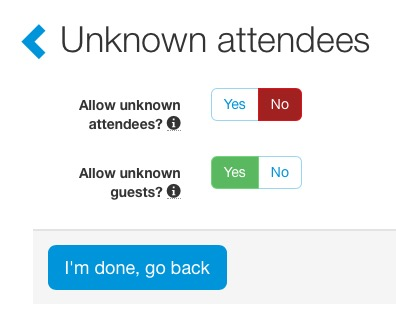 Unknown attendees
Allow unknown
attendees?
Yes No
Allow unknown
guests?
Yes No
I'm done, go back